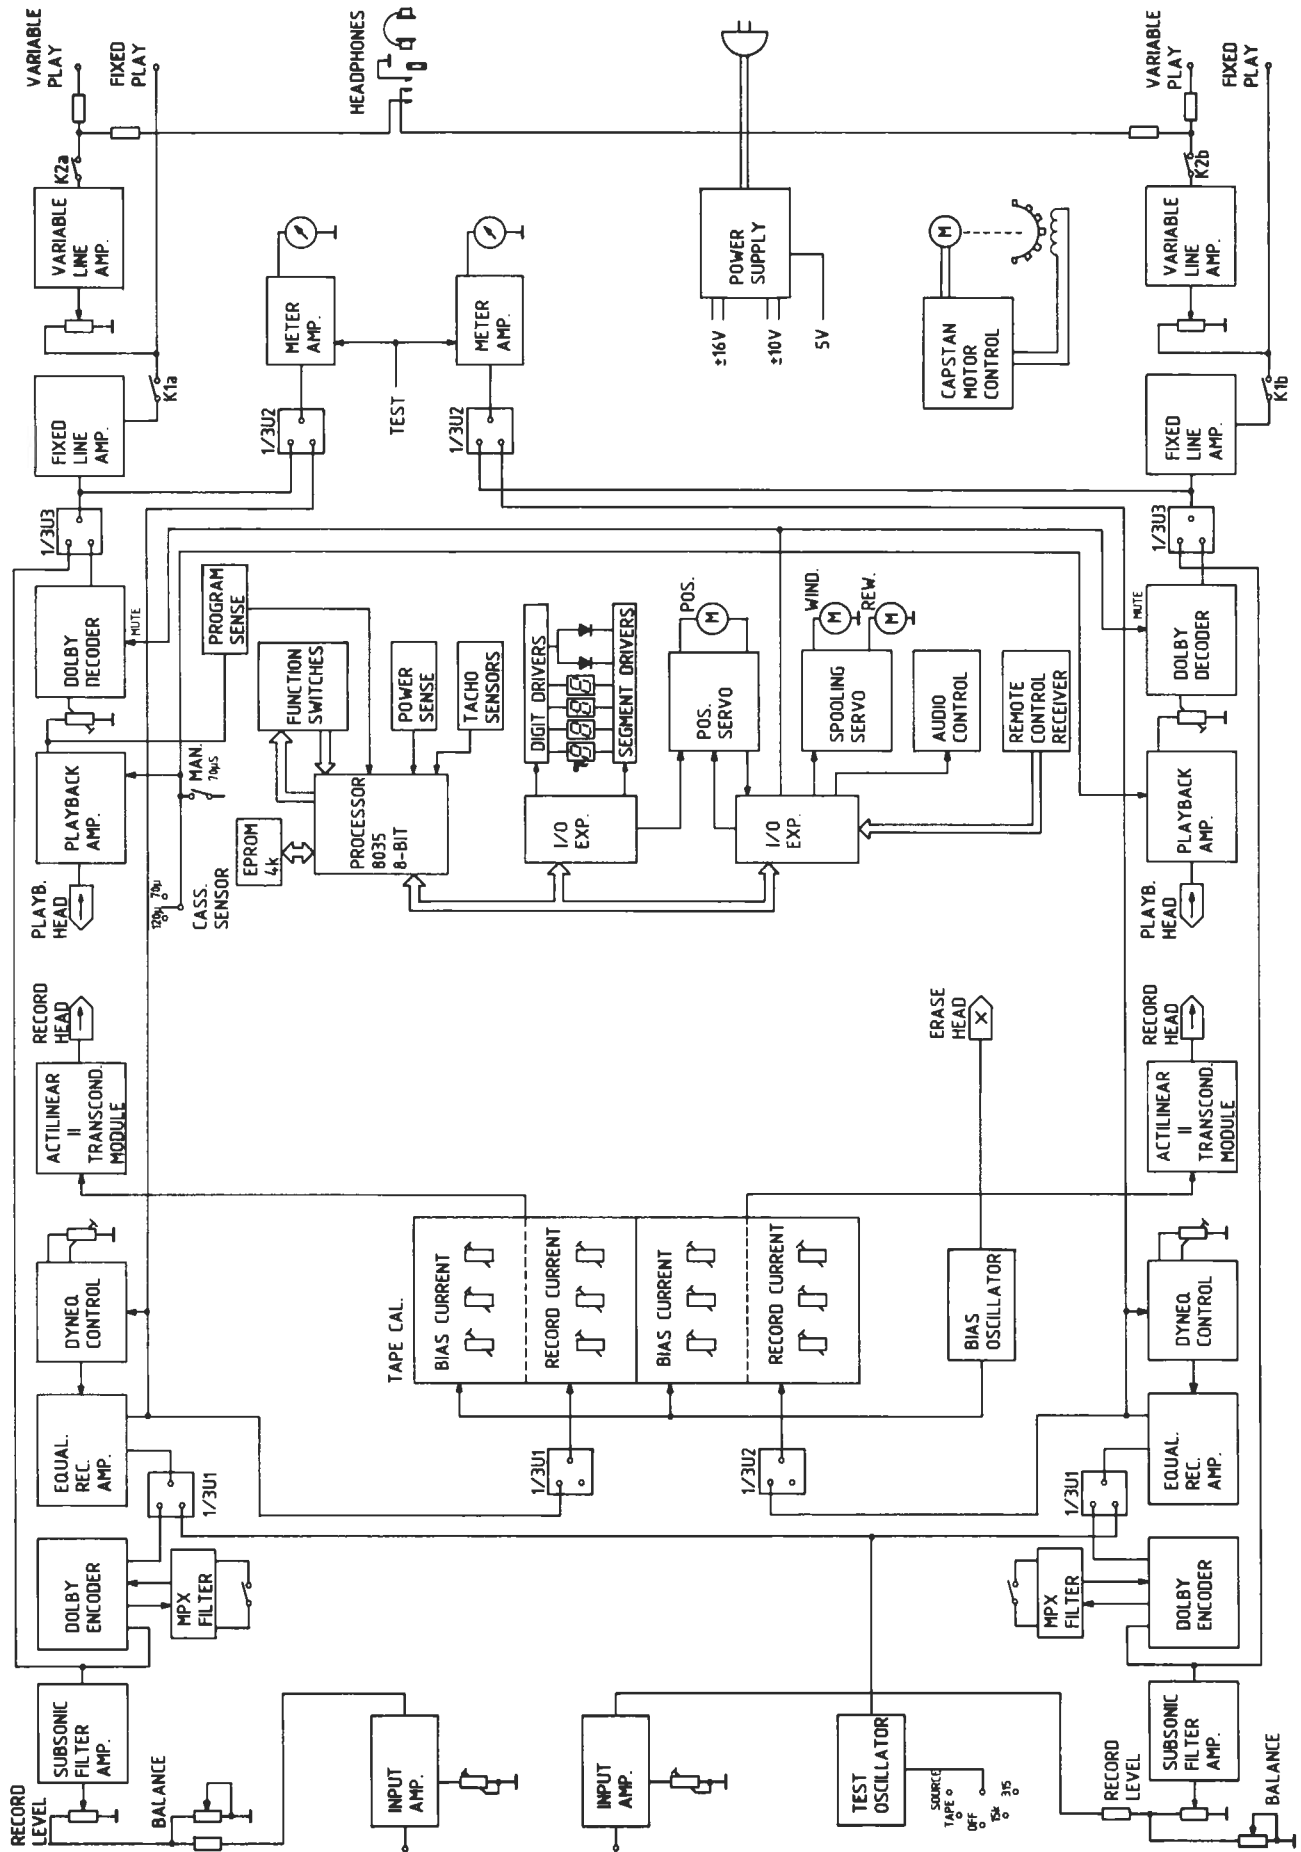 RECORD
LEVEL
BALANCE
SUBSONIC
FILTER
AMP.
DOLBY
ENCODER
MPX
FILTER
1/3U1
EQUAL.
REC.
AMP.
DYNEQ
CONTROL
ACTILINEAR
II
TRANSCOND.
MODULE
RECORD
HEAD
PLAYB.
HEAD
PLAYBACK
AMP.
DOLBY
DECODER
MUTE
1/3U3
FIXED
LINE
AMP.
K1a
VARIABLE
LINE
AMP.
K2a
VARIABLE
PLAY
FIXED
PLAY
HEADPHONES
120µ
70µ
CASS.
SENSOR
MAN.
70µS
PROGRAM
SENSE
1/3U2
METER
AMP.
TEST
1/3U2
METER
AMP.
EPROM
4k
PROCESSOR
8035
8-BIT
FUNCTION
SWITCHES
POWER
SENSE
TACHO
SENSORS
I/O
EXP.
DIGIT DRIVERS
SEGMENT DRIVERS
POS.
SERVO
POS.
M
I/O
EXP.
SPOOLING
SERVO
WIND.
M
REW.
M
AUDIO
CONTROL
REMOTE
CONTROL
RECEIVER
POWER
SUPPLY
±16V
±10V
5V
CAPSTAN
MOTOR
CONTROL
M
INPUT
AMP.
INPUT
AMP.
TEST
OSCILLATOR
SOURCE
TAPE
OFF
15k
315
1/3U1
1/3U2
TAPE CAL.
BIAS CURRENT
RECORD CURRENT
BIAS CURRENT
RECORD CURRENT
BIAS
OSCILLATOR
ERASE
HEAD
X
RECORD
LEVEL
BALANCE
SUBSONIC
FILTER
AMP.
DOLBY
ENCODER
MPX
FILTER
1/3U1
EQUAL.
REC.
AMP.
DYNEQ
CONTROL
ACTILINEAR
II
TRANSCOND.
MODULE
RECORD
HEAD
PLAYB.
HEAD
PLAYBACK
AMP.
DOLBY
DECODER
MUTE
1/3U3
FIXED
LINE
AMP.
K1b
VARIABLE
LINE
AMP.
K2b
VARIABLE
PLAY
FIXED
PLAY